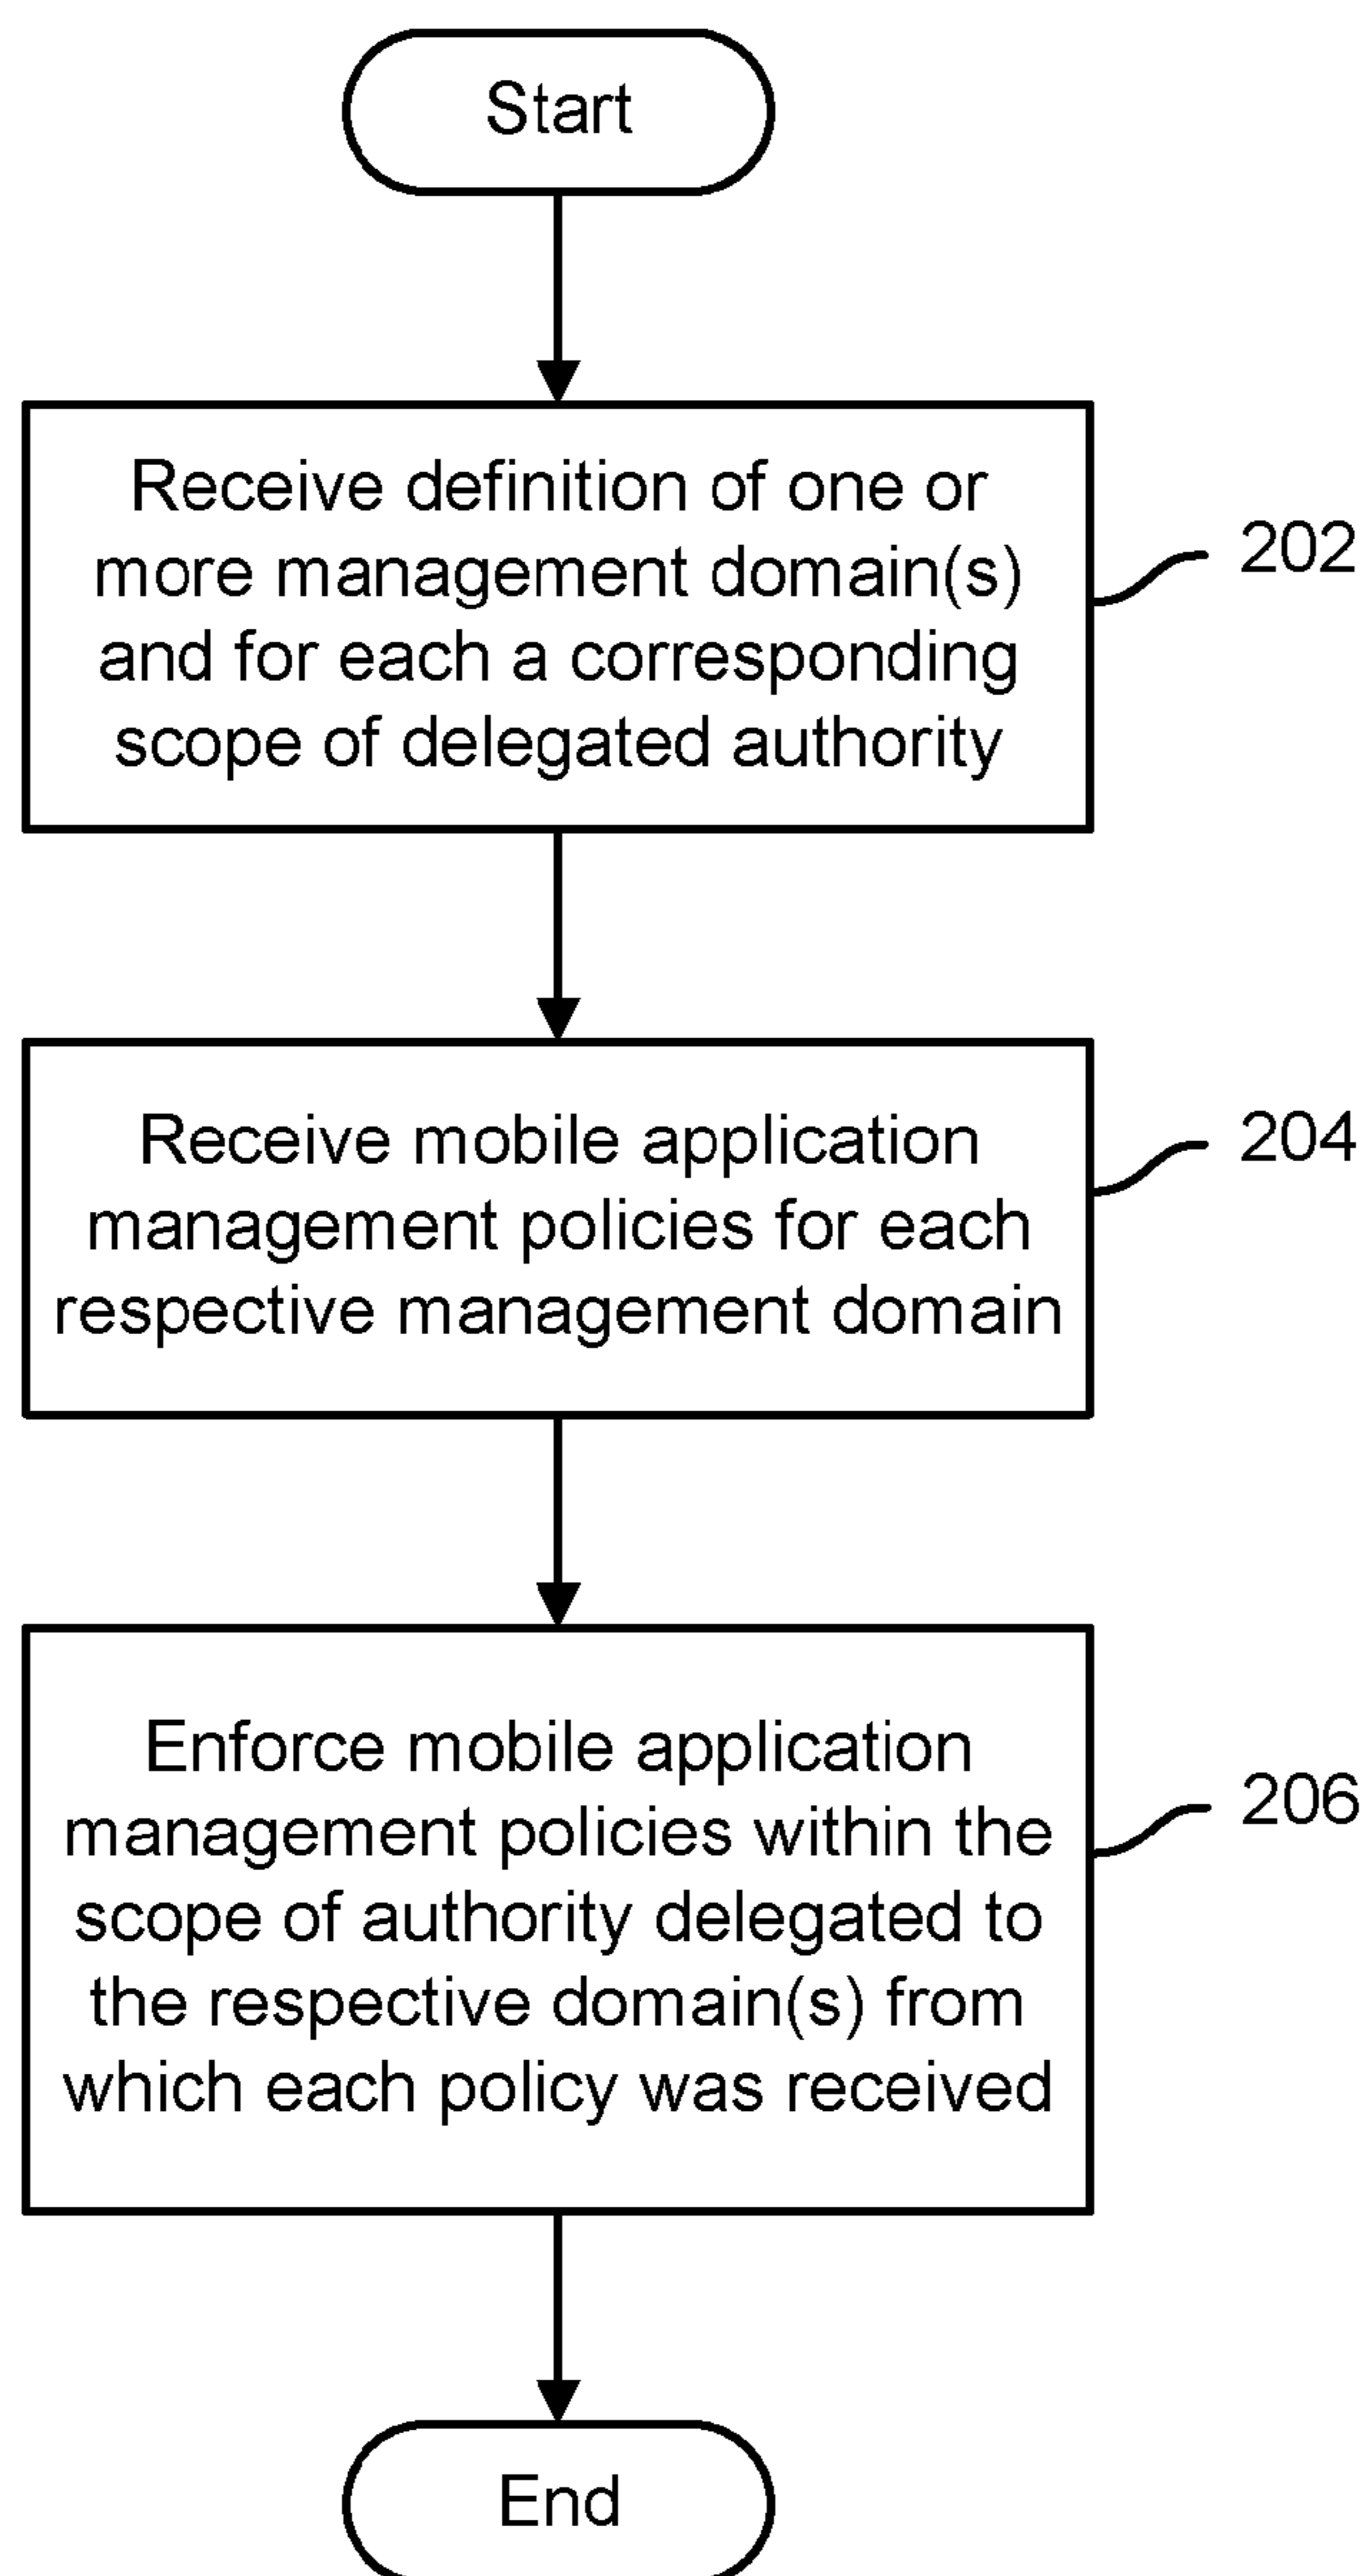 Start
Receive definition of one or
more management domain(s)
and for each a corresponding
scope of delegated authority
202
Receive mobile application
management policies for each
respective management domain
204
Enforce mobile application
management policies within the
scope of authority delegated to
the respective domain(s) from
which each policy was received
206
End